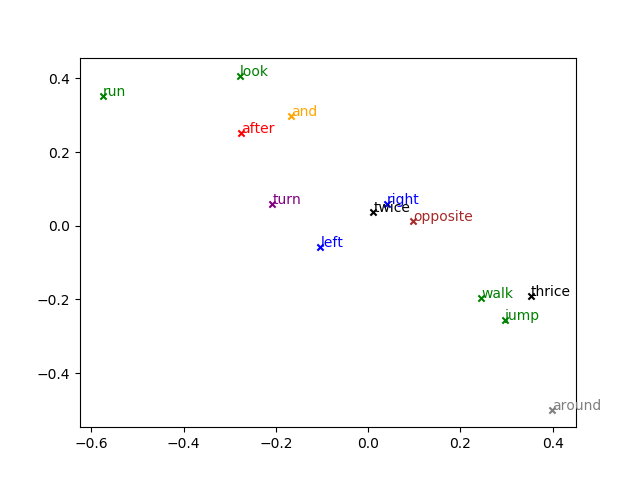 0.4
0.2
0.0
−0.2
−0.4
run
look
and
after
turn
right
twice
opposite
left
walk
thrice
jump
around
−0.6
−0.4
−0.2
0.0
0.2
0.4